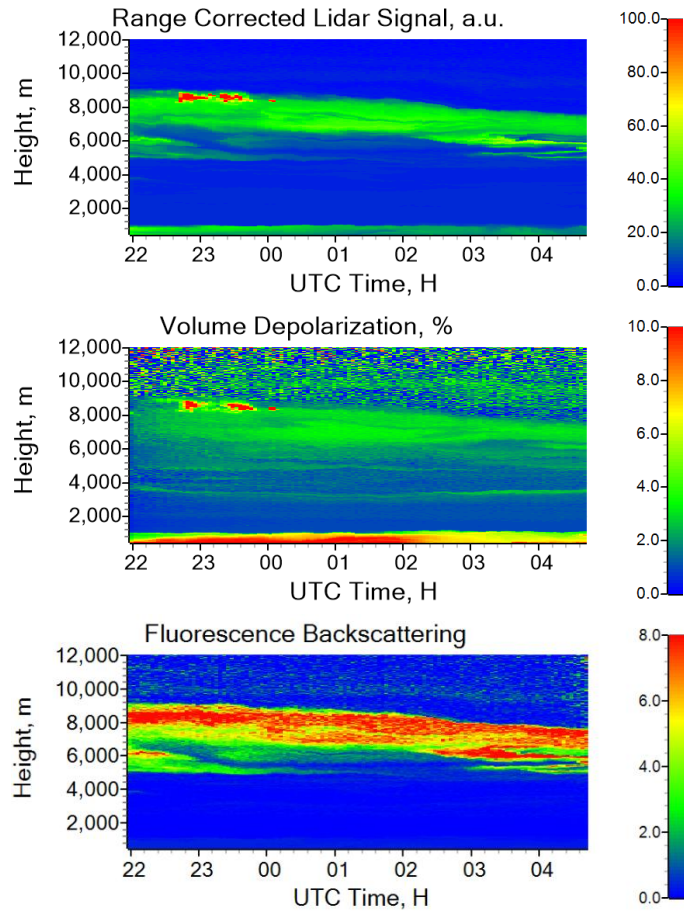 Range Corrected Lidar Signal, a.u.
12,000
10,000
8,000
6,000
4,000
2,000
Height, m
22 23 00 01 02 03 04
UTC Time, H
100.0
80.0
60.0
40.0
20.0
0.0
Volume Depolarization, %
12,000
10,000
8,000
6,000
4,000
2,000
Height, m
22 23 00 01 02 03 04
UTC Time, H
10.0
8.0
6.0
4.0
2.0
0.0
Fluorescence Backscattering
12,000
10,000
8,000
6,000
4,000
2,000
Height, m
22 23 00 01 02 03 04
UTC Time, H
8.0
6.0
4.0
2.0
0.0